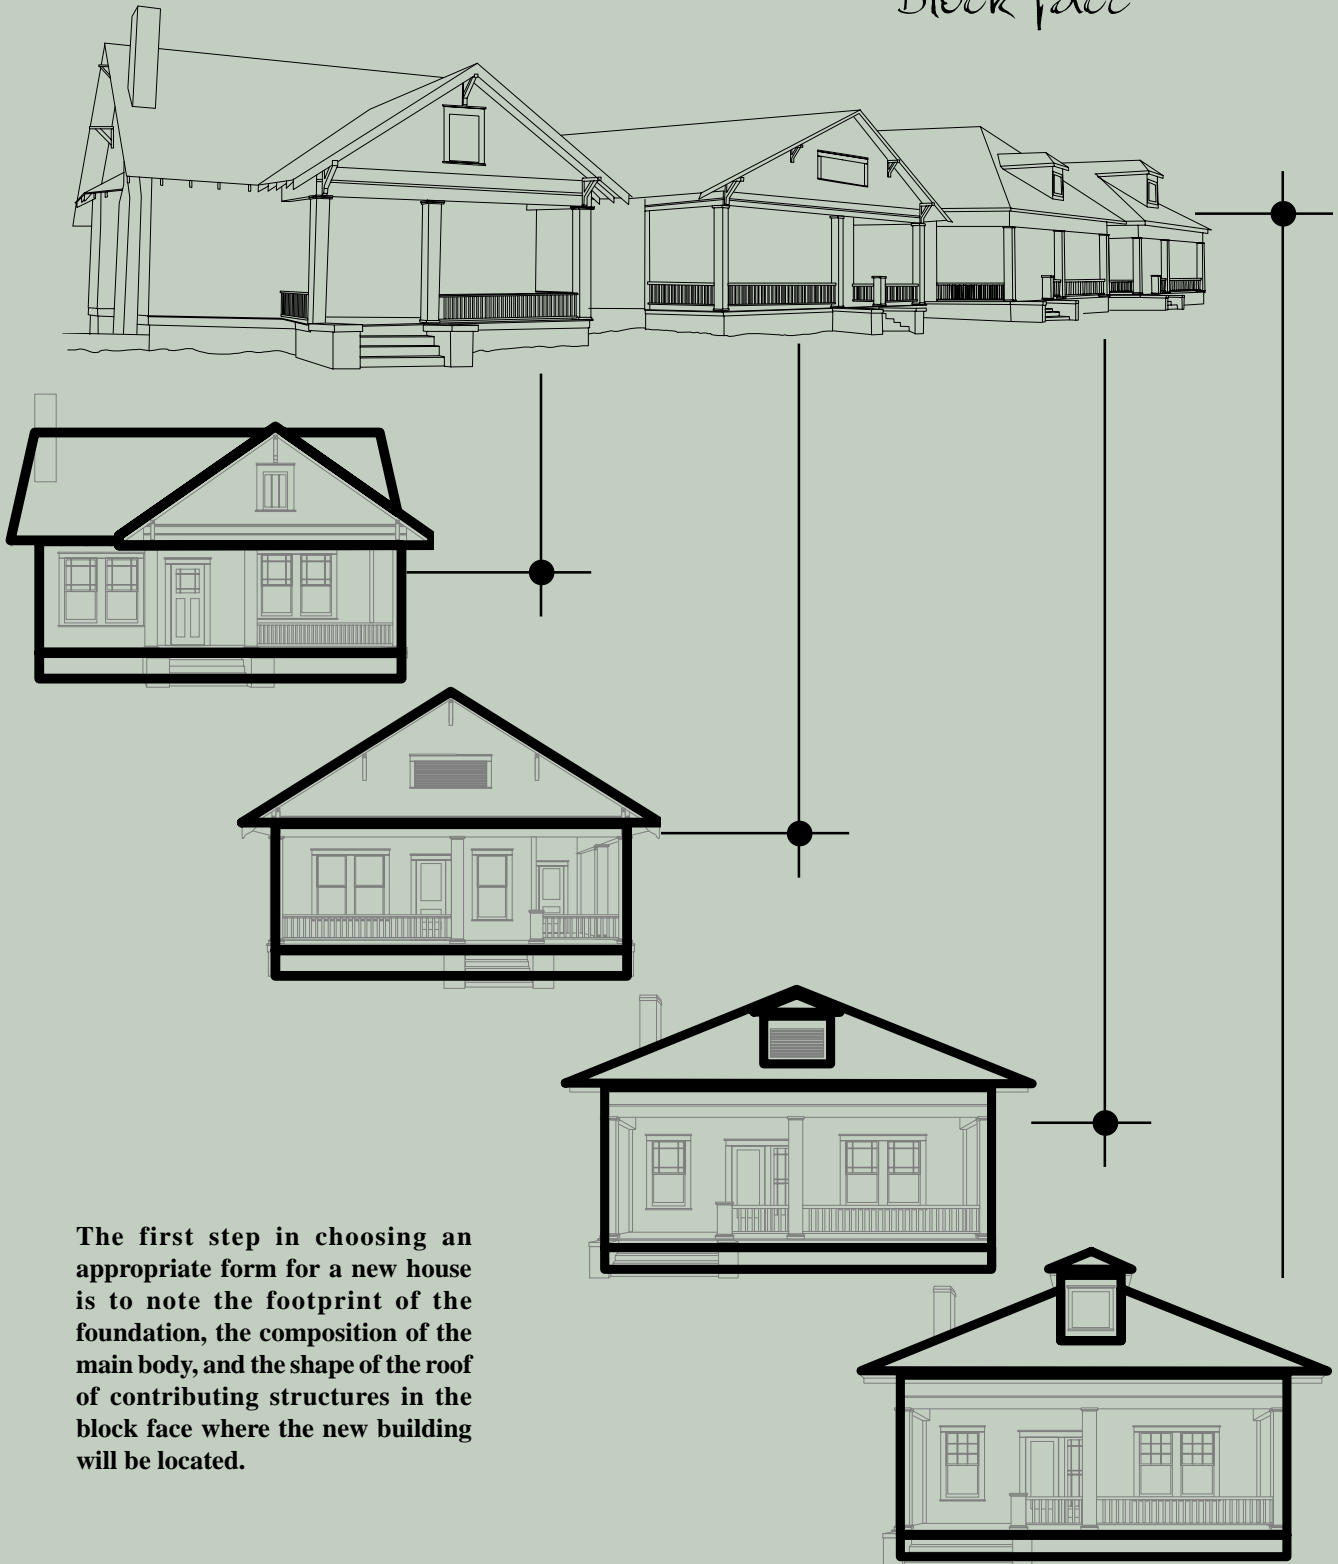 Block face
The first step in choosing an
appropriate form for a new house
is to note the footprint of the
foundation, the composition of the
main body, and the shape of the roof
of contributing structures in the
block face where the new building
will be located.